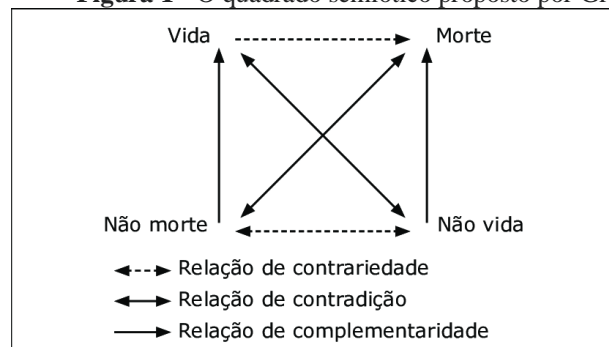 Figura 1 - O quadrado semiótico proposto por
Vida Morte
Não morte Não vida
Relação de contrariedade
Relação de contradição
Relação de complementaridade